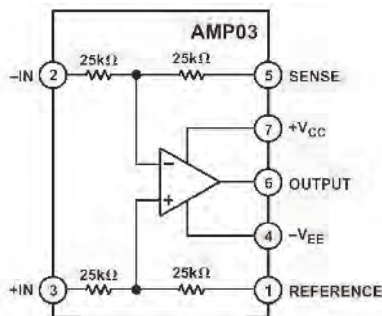 AMP03
25kΩ 25kΩ
–IN 2 5 SENSE
7 +VCC
–
6 OUTPUT
+
4 –VEE
25kΩ 25kΩ
+IN 3 1 REFERENCE